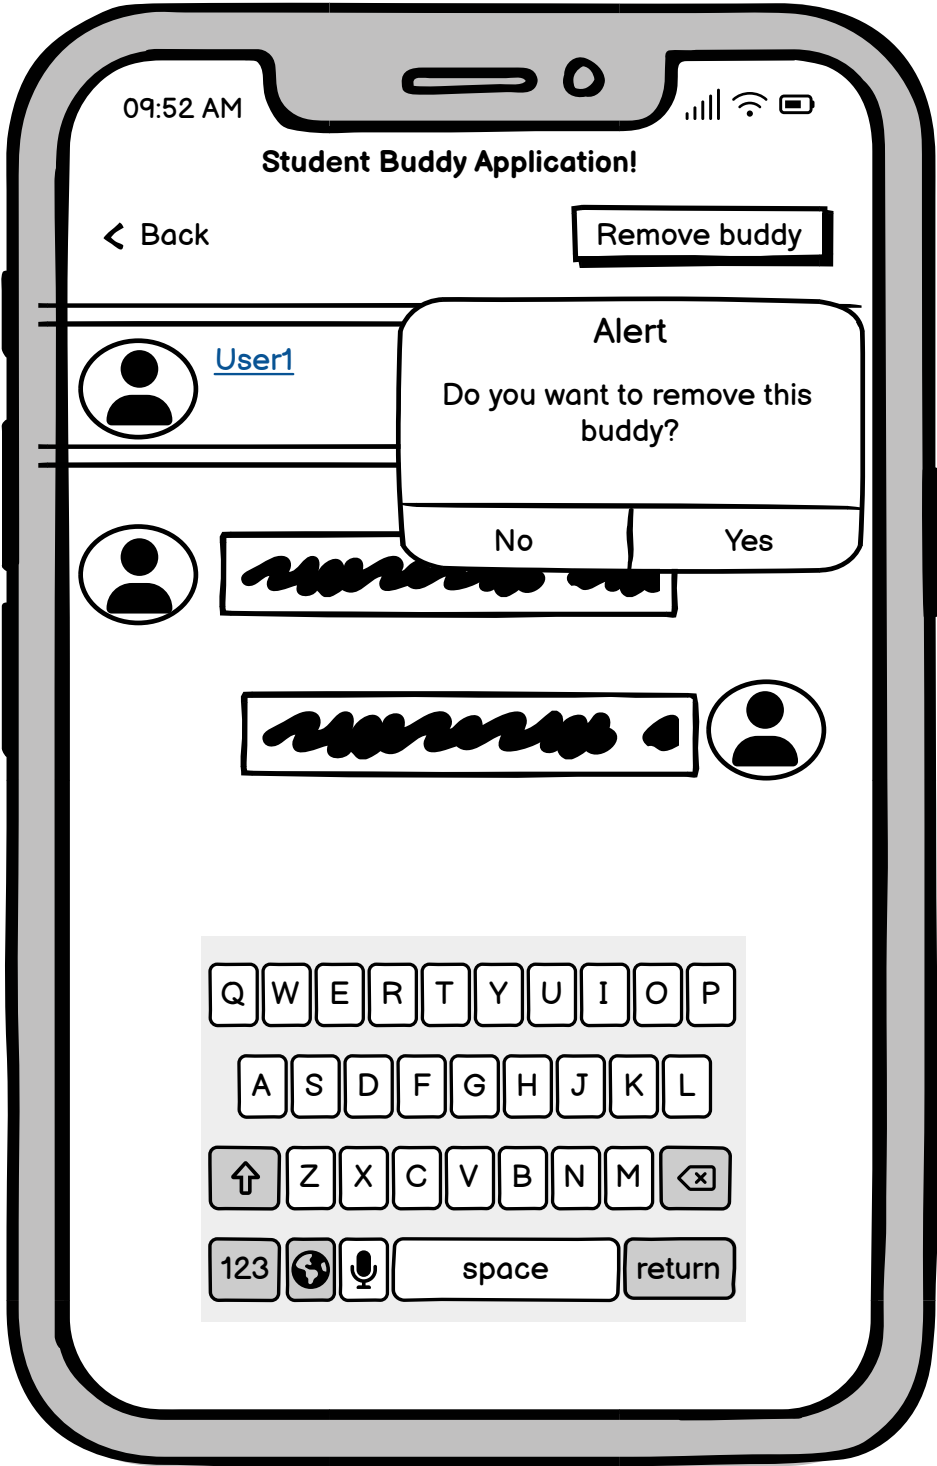 09:52 AM
Student Buddy Application!
Back
Remove buddy
User1
Alert
Do you want to remove this
buddy?
No Yes
Q W E R T Y U I O P
A S D F G H J K L
Z X C V B N M
123 space return